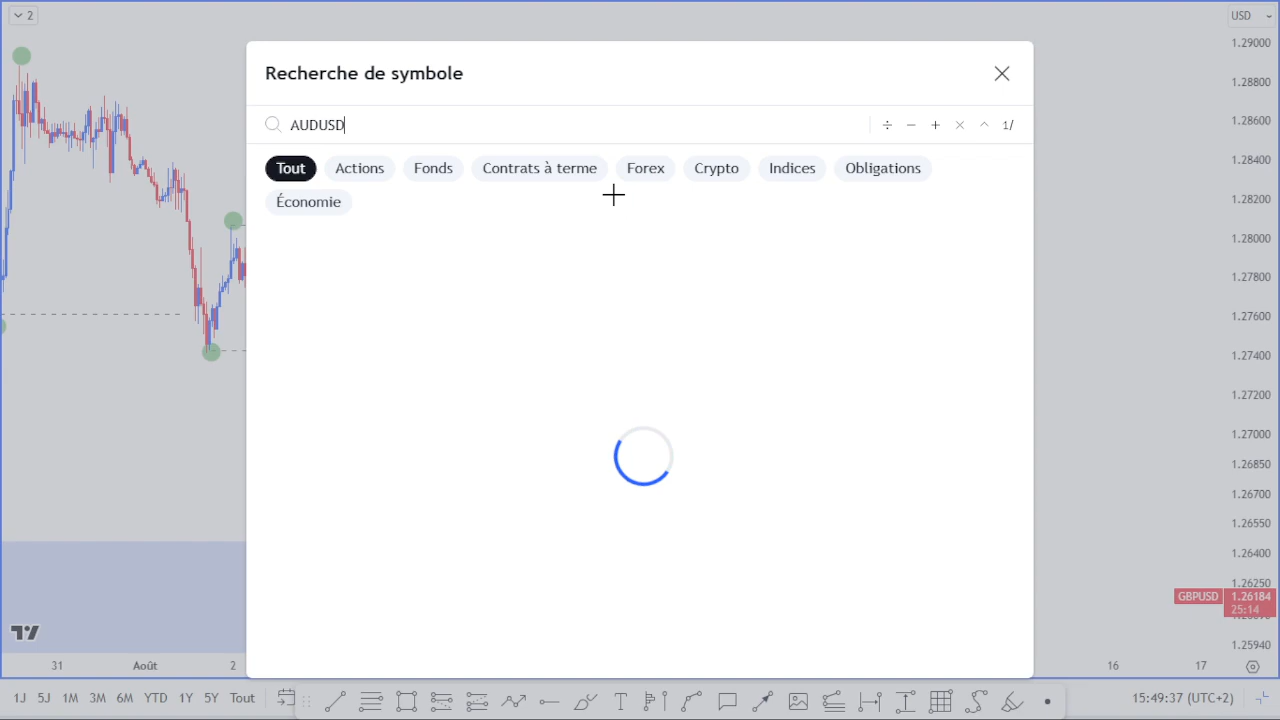 2
USD
Recherche de symbole
AUDUSD
÷ − + × ^ 1/
Tout Actions Fonds Contrats à terme Forex Crypto Indices Obligations
Économie
1.29000
1.28800
1.28600
1.28400
1.28200
1.28000
1.27800
1.27600
1.27400
1.27200
1.27000
1.26850
1.26700
1.26550
1.26400
1.26250
GBPUSD 1.26184
25:14
1.25940
31 Août 2 16 17
1J 5J 1M 3M 6M YTD 1Y 5Y Tout 15:49:37 (UTC+2)